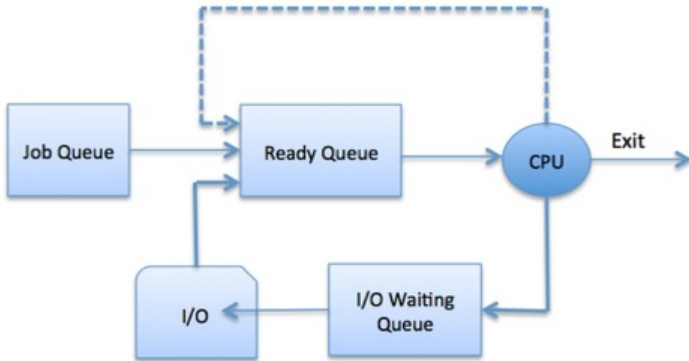 Job Queue
Ready Queue
CPU
Exit
I/O
I/O Waiting
Queue